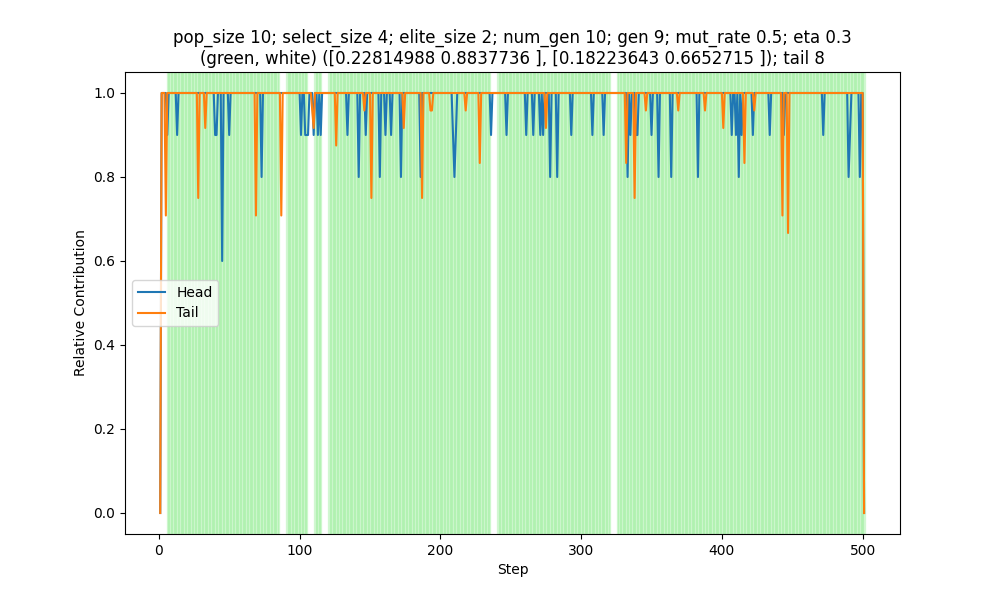 pop_size 10; select_size 4; elite_size 2; num_gen 10; gen 9; mut_rate 0.5; eta 0.3
(green, white) ([0.22814988 0.8837736 ], [0.18223643 0.6652715 ]); tail 8
1.0
0.8
0.6
0.4
0.2
0.0
Relative Contribution
Head
Tail
0
100
200
300
400
500
Step